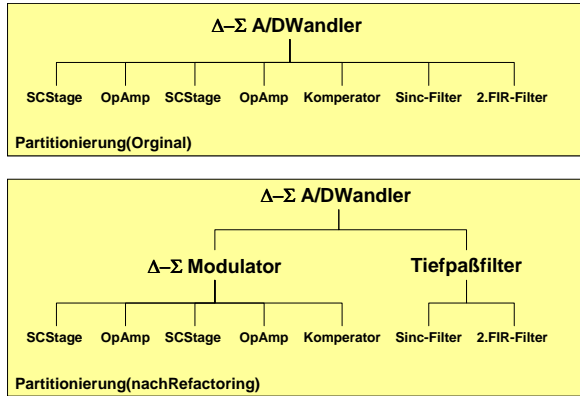 Δ–Σ A/DWandler
SCStage OpAmp SCStage OpAmp Komperator Sinc-Filter 2.FIR-Filter
Partitionierung(Orginal)
Δ–Σ A/DWandler
Δ–Σ Modulator Tiefpaßfilter
SCStage OpAmp SCStage OpAmp Komperator Sinc-Filter 2.FIR-Filter
Partitionierung(nachRefactoring)